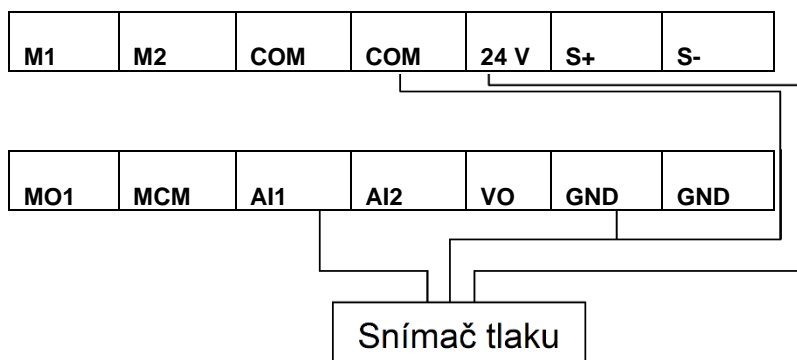 M1 M2 COM COM 24 V S+ S-
MO1 MCM AI1 AI2 VO GND GND
Snímač tlaku